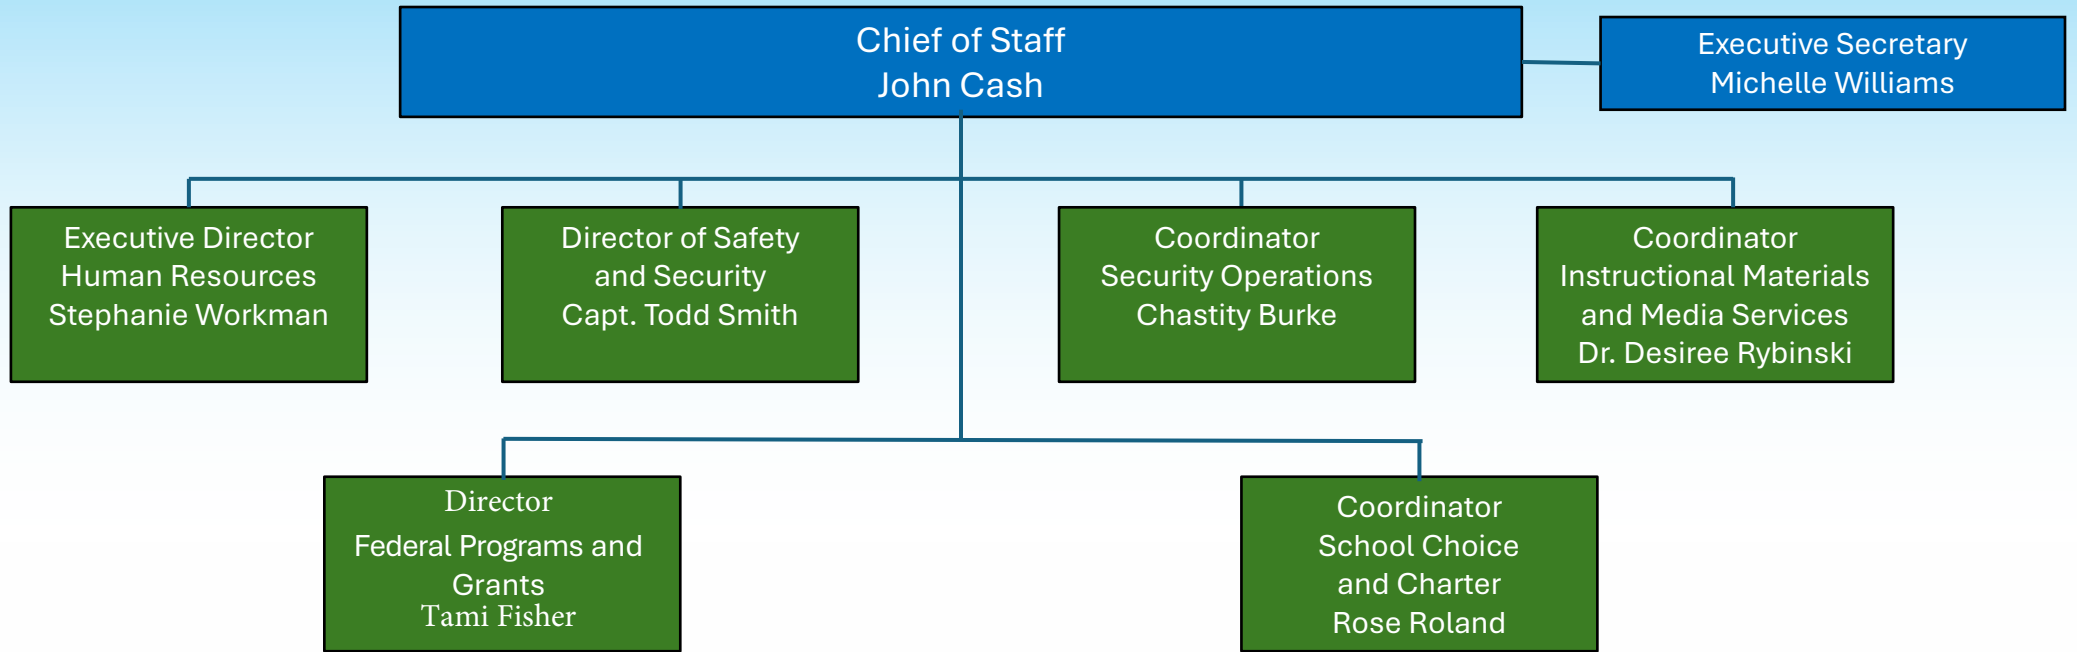 Chief of Staff
John Cash
Executive Secretary
Michelle Williams
Executive Director
Human Resources
Stephanie Workman
Director of Safety
and Security
Capt. Todd Smith
Coordinator
Security Operations
Chastity Burke
Coordinator
Instructional Materials
and Media Services
Dr. Desiree Rybinski
Director
Federal Programs and
Grants
Tami Fisher
Coordinator
School Choice
and Charter
Rose Roland